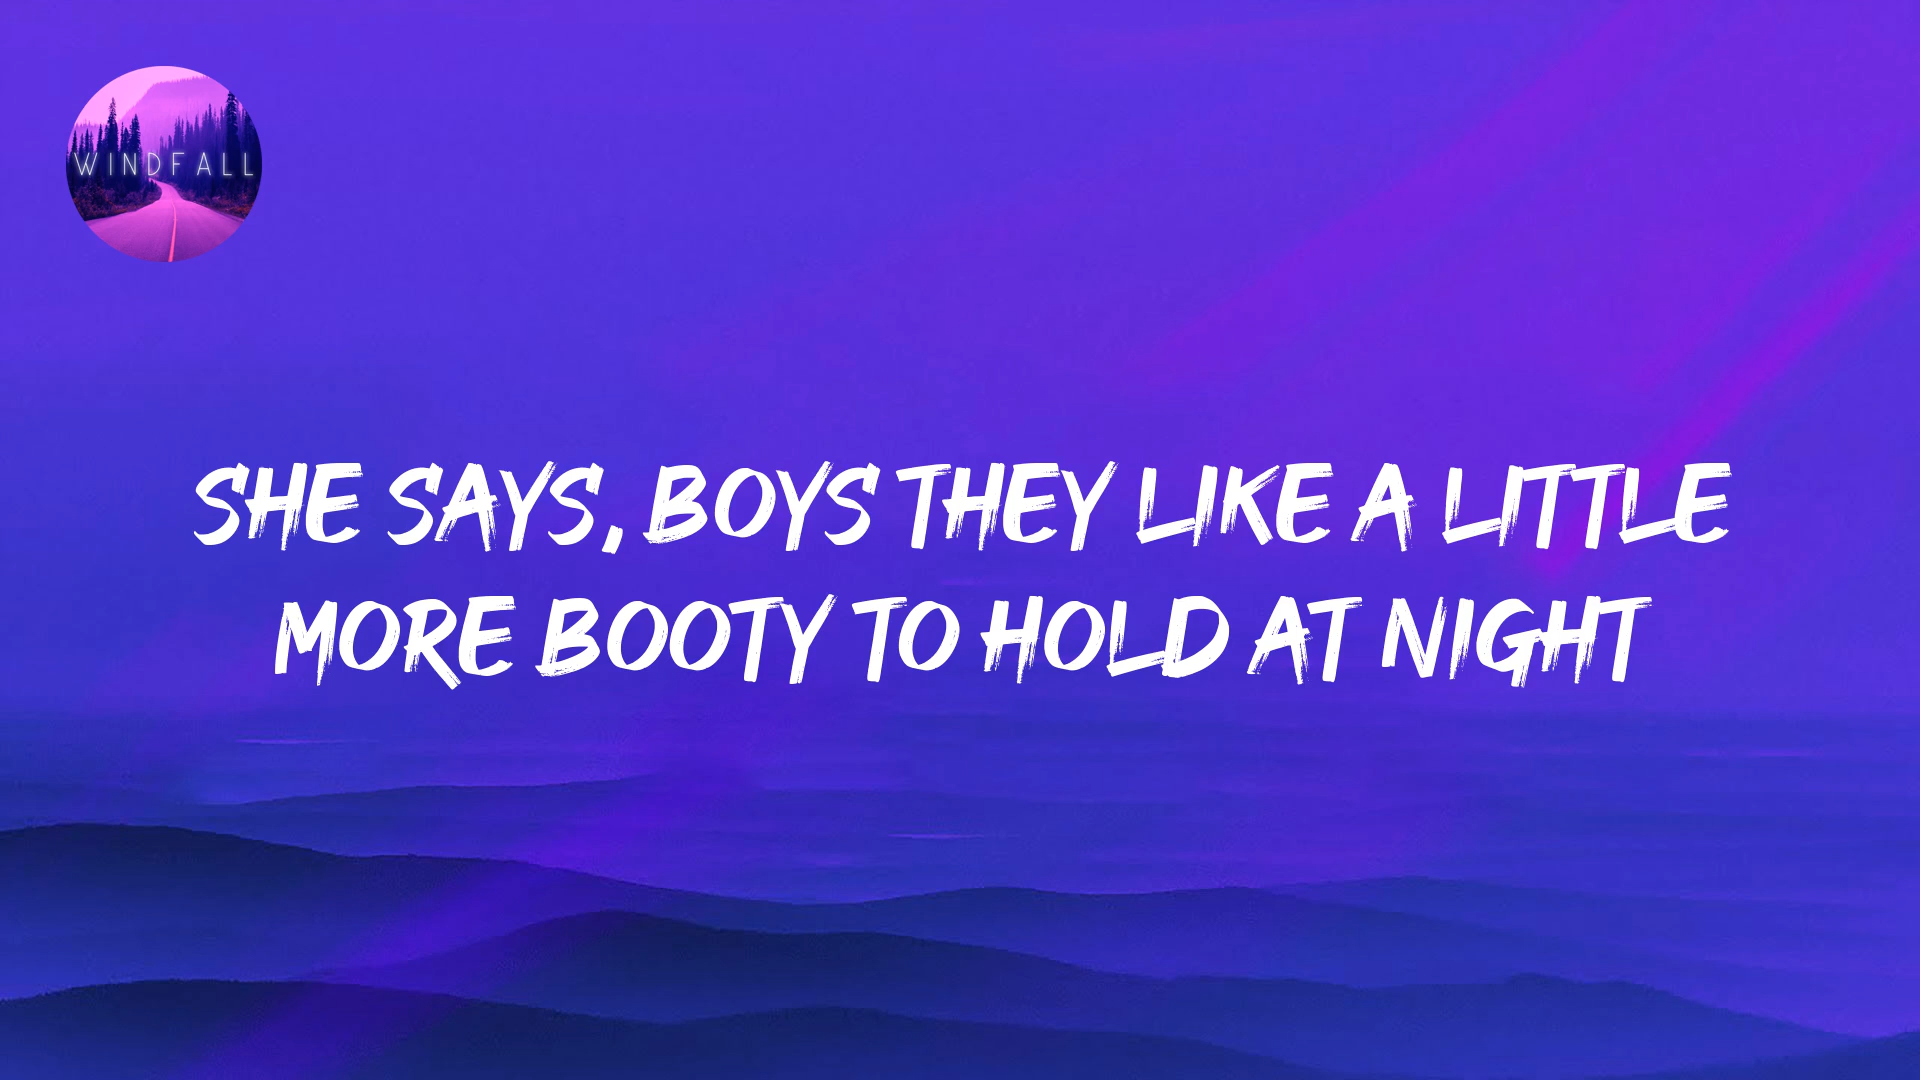 WINDFALL
SHE SAYS, BOYS THEY LIKE A LITTLE
MORE BOOTY TO HOLD AT NIGHT